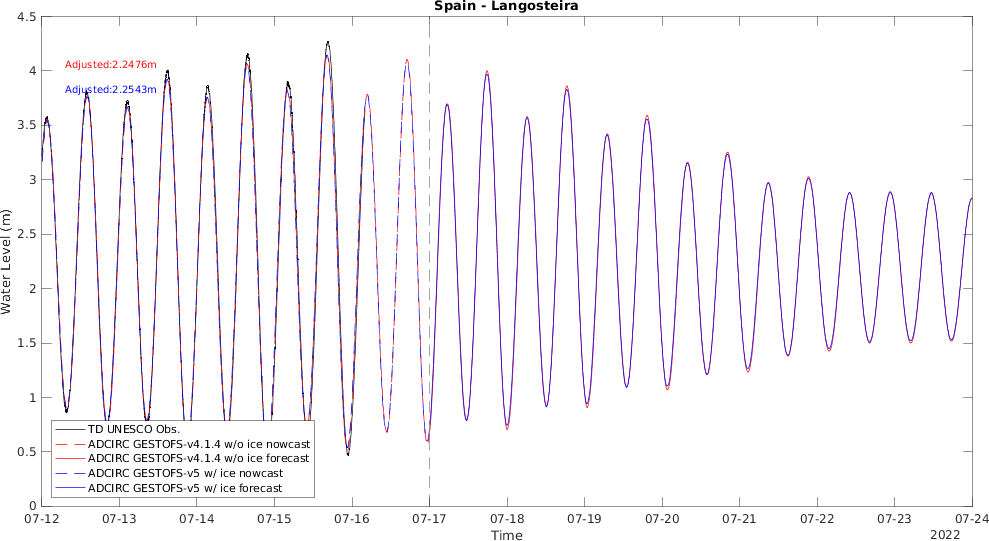 Spain - Langosteira
4.5
4
3.5
3
2.5
2
1.5
1
0.5
0
Water Level (m)
Adjusted:2.2476m
Adjusted:2.2543m
TD UNESCO Obs.
ADCIRC GESTOFS-v4.1.4 w/o ice nowcast
ADCIRC GESTOFS-v4.1.4 w/o ice forecast
ADCIRC GESTOFS-v5 w/ ice nowcast
ADCIRC GESTOFS-v5 w/ ice forecast
07-12 07-13 07-14 07-15 07-16 07-17 07-18 07-19 07-20 07-21 07-22 07-23 07-24
Time
2022